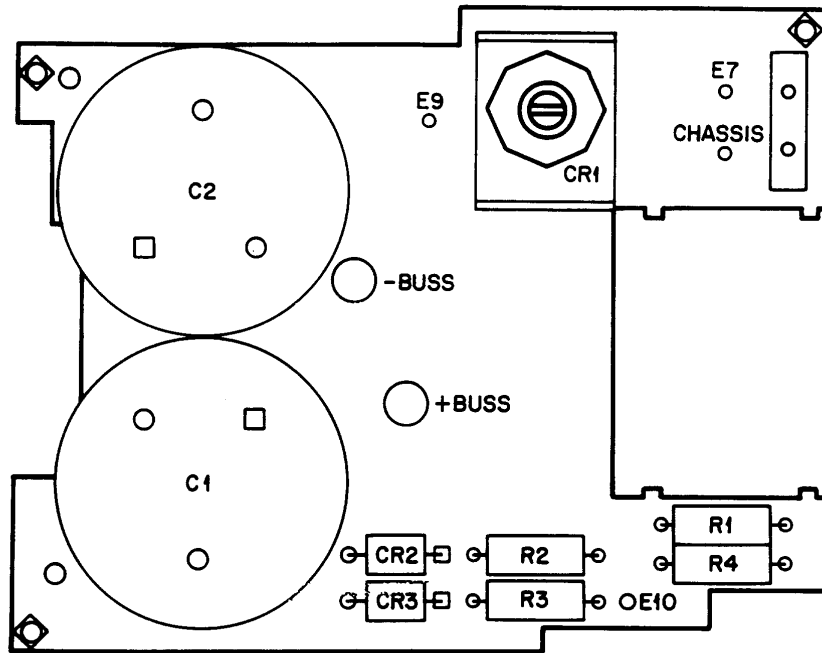 E7
E9
CHASSIS
CR1
C2
-BUSS
+BUSS
C1
R1
CR2
R2
R4
CR3
R3
E10